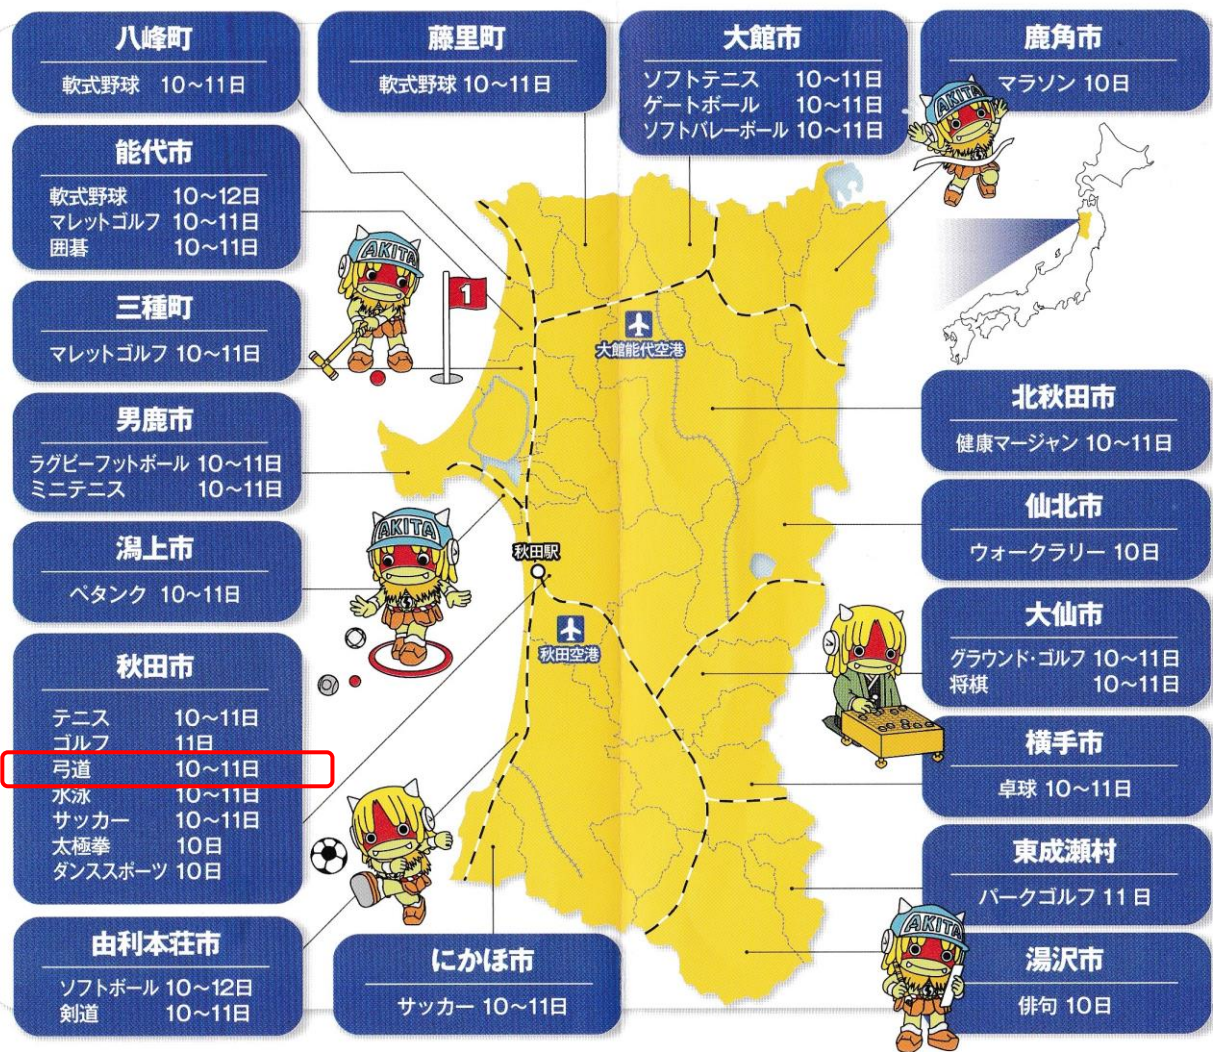 八峰町
軟式野球 10～11日
藤里町
軟式野球 10～11日
大館市
ソフトテニス 10～11日
ゲートボール 10～11日
ソフトバレーボール 10～11日
鹿角市
マラソン 10日
AKITA
能代市
軟式野球 10～12日
マレットゴルフ 10～11日
囲碁 10～11日
AKITA
1
三種町
マレットゴルフ 10～11日
大館能代空港
男鹿市
ラグビーフットボール 10～11日
ミニテニス 10～11日
北秋田市
健康マージャン 10～11日
潟上市
ペタンク 10～11日
AKITA
秋田駅
仙北市
ウォークラリー 10日
秋田空港
大仙市
グラウンド・ゴルフ 10～11日
将棋 10～11日
秋田市
テニス 10～11日
ゴルフ 11日
弓道 10～11日
水泳 10～11日
サッカー 10～11日
太極拳 10日
ダンススポーツ 10日
横手市
卓球 10～11日
東成瀬村
パークゴルフ 11日
由利本荘市
ソフトボール 10～12日
剣道 10～11日
にかほ市
サッカー 10～11日
AKITA
湯沢市
俳句 10日